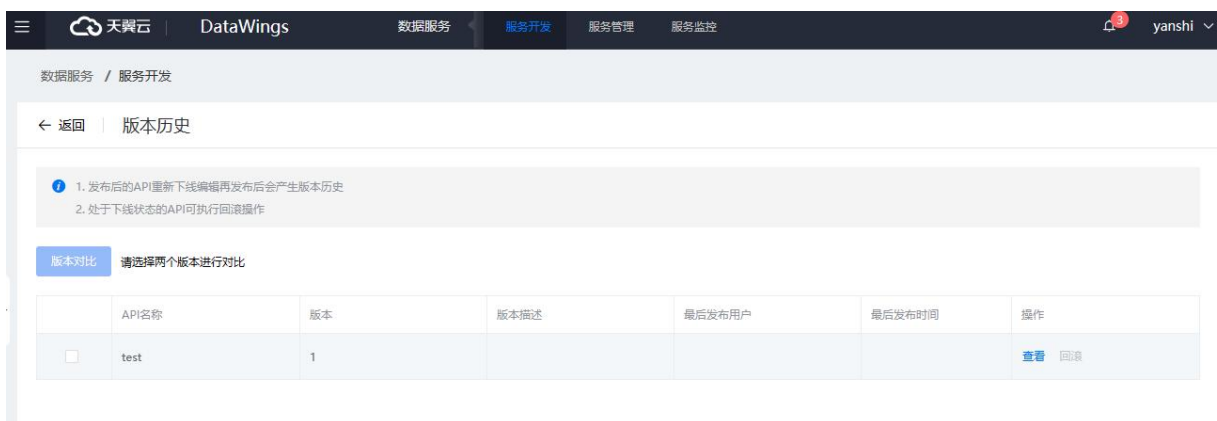 天翼云 DataWings 数据服务 服务开发 服务管理 服务监控 3 yanshi
数据服务 / 服务开发
← 返回 版本历史
1. 发布后的API重新下线编辑再发布后会产生版本历史
2. 处于下线状态的API可执行回滚操作
版本对比 请选择两个版本进行对比
API名称 版本 版本描述 最后发布用户 最后发布时间 操作
test 1 查看 回滚